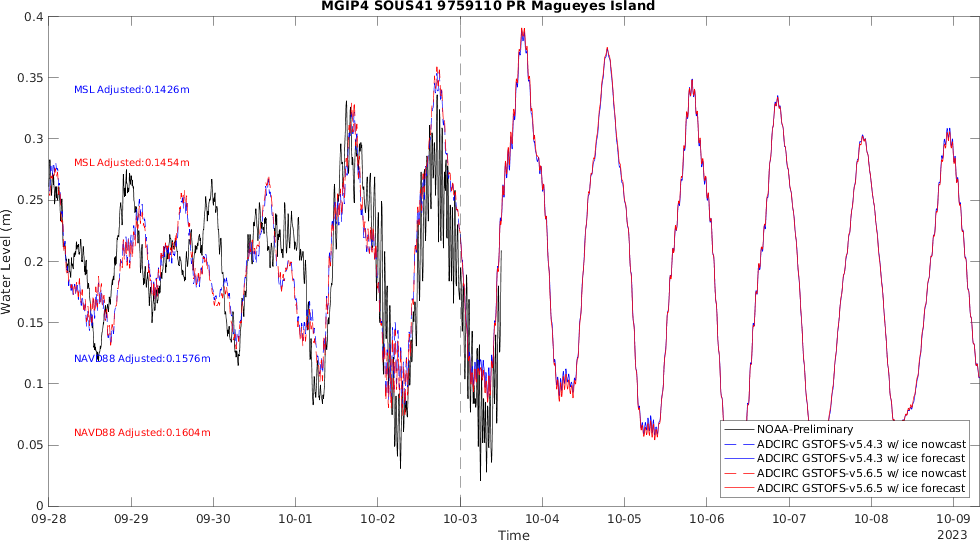 MGIP4 SOUS41 9759110 PR Magueyes Island
0.4
0.35
0.3
0.25
0.2
0.15
0.1
0.05
0
Water Level (m)
MSL Adjusted:0.1426m
MSL Adjusted:0.1454m
NAVD88 Adjusted:0.1576m
NAVD88 Adjusted:0.1604m
NOAA-Preliminary
ADCIRC GSTOFS-v5.4.3 w/ ice nowcast
ADCIRC GSTOFS-v5.4.3 w/ ice forecast
ADCIRC GSTOFS-v5.6.5 w/ ice nowcast
ADCIRC GSTOFS-v5.6.5 w/ ice forecast
09-28 09-29 09-30 10-01 10-02 10-03 10-04 10-05 10-06 10-07 10-08 10-09
Time 2023